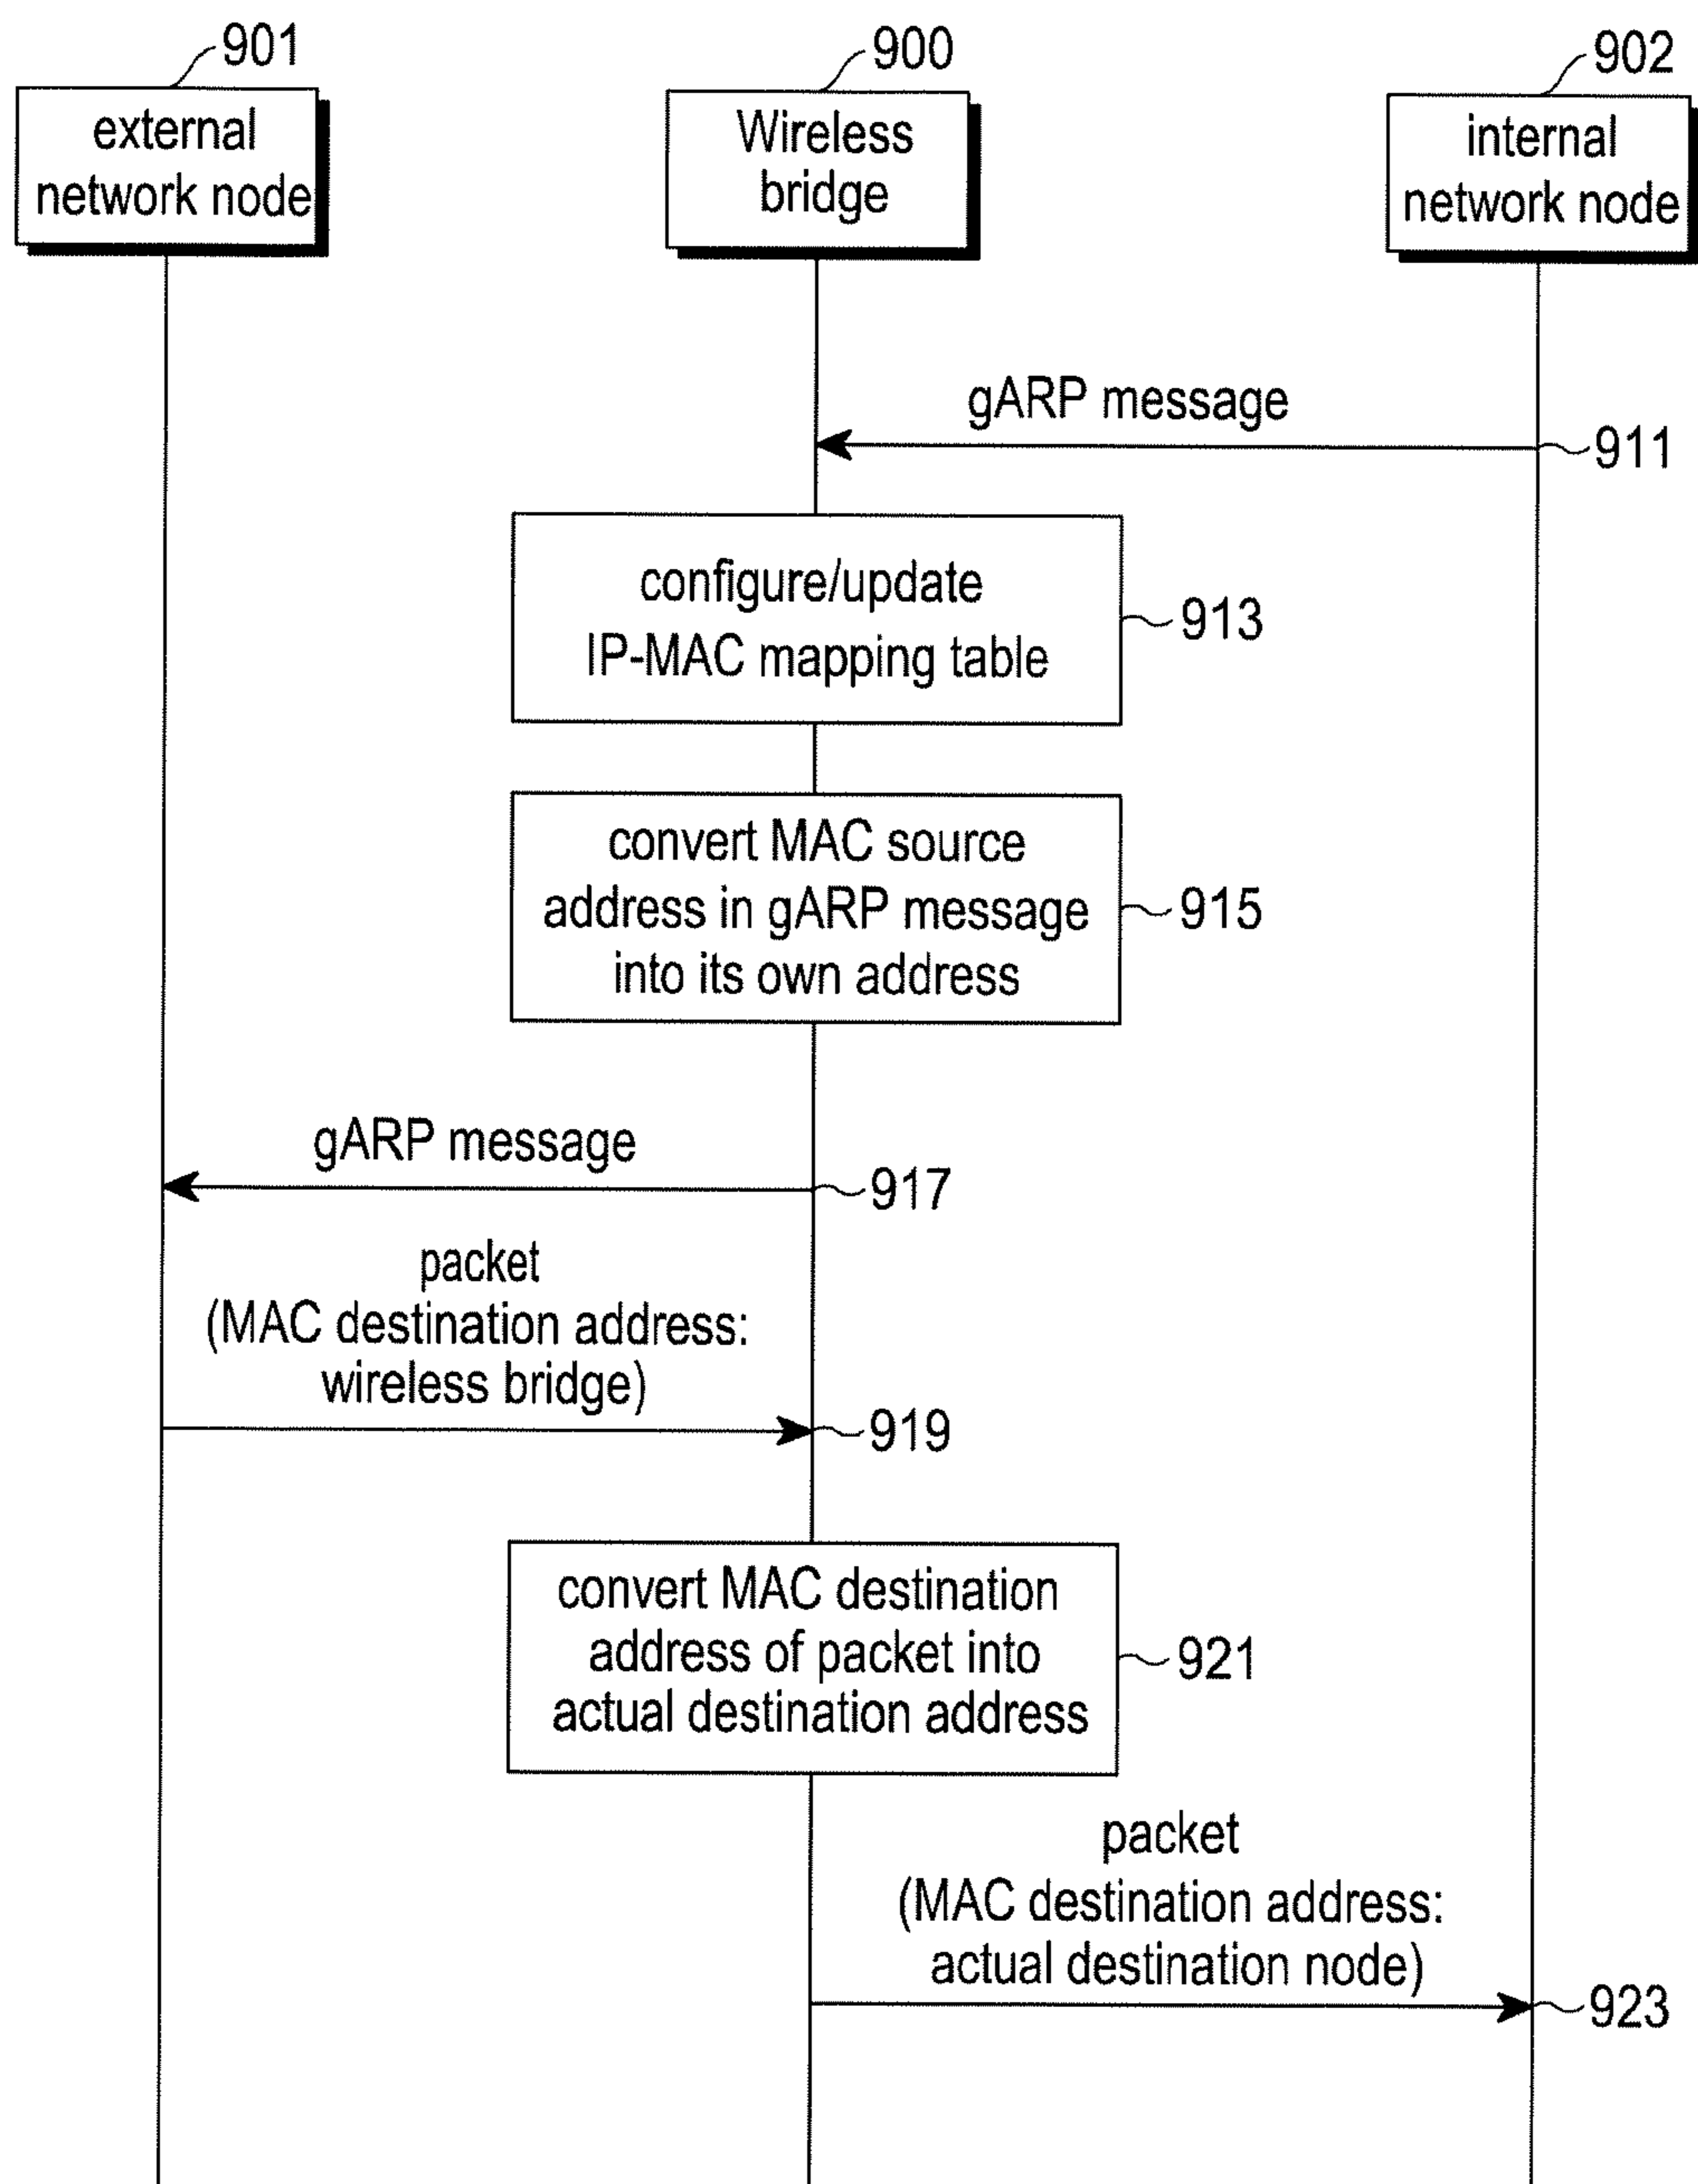 901
900
902
external
network node
Wireless
bridge
internal
network node
gARP message
911
configure/update
IP-MAC mapping table
913
convert MAC source
address in gARP message
into its own address
915
gARP message
917
packet
(MAC destination address:
wireless bridge)
919
convert MAC destination
address of packet into
actual destination address
921
packet
(MAC destination address:
actual destination node)
923